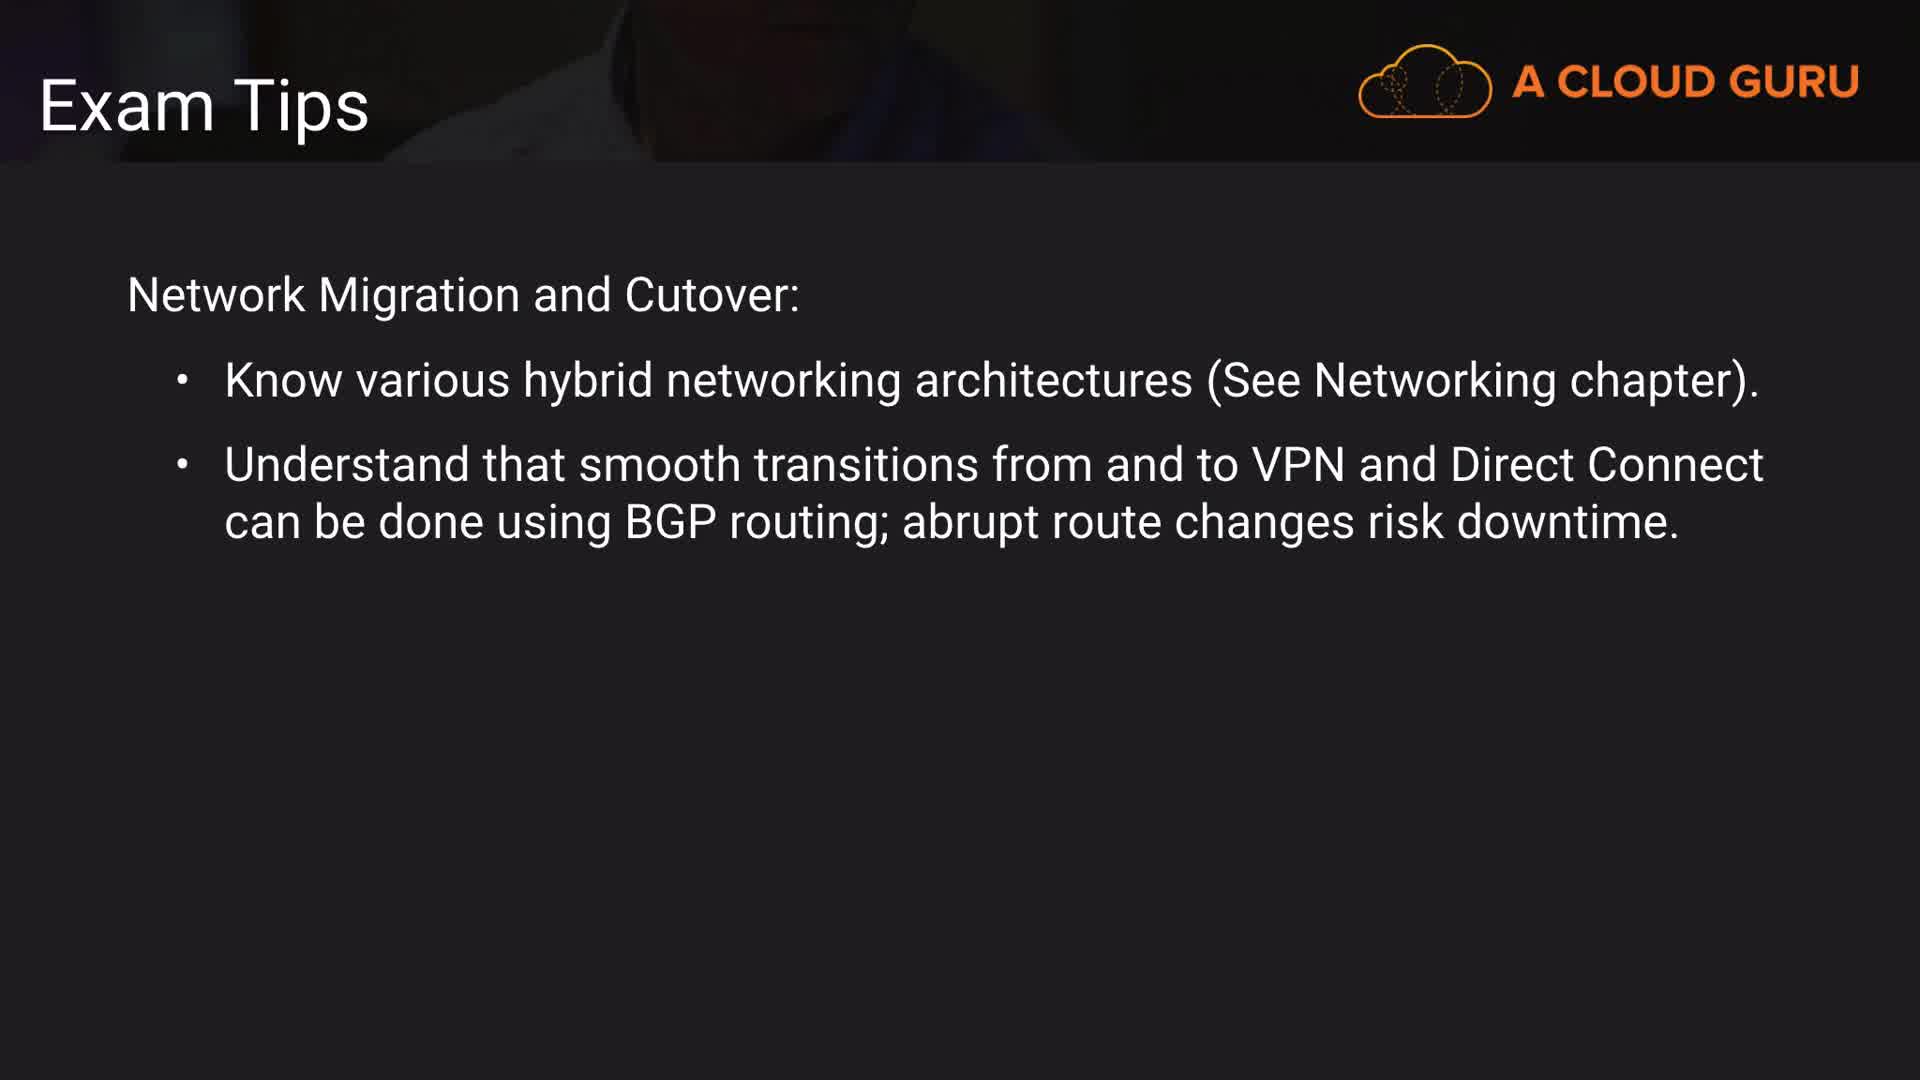 Exam Tips
A CLOUD GURU
Network Migration and Cutover:
• Know various hybrid networking architectures (See Networking chapter).
• Understand that smooth transitions from and to VPN and Direct Connect
can be done using BGP routing; abrupt route changes risk downtime.